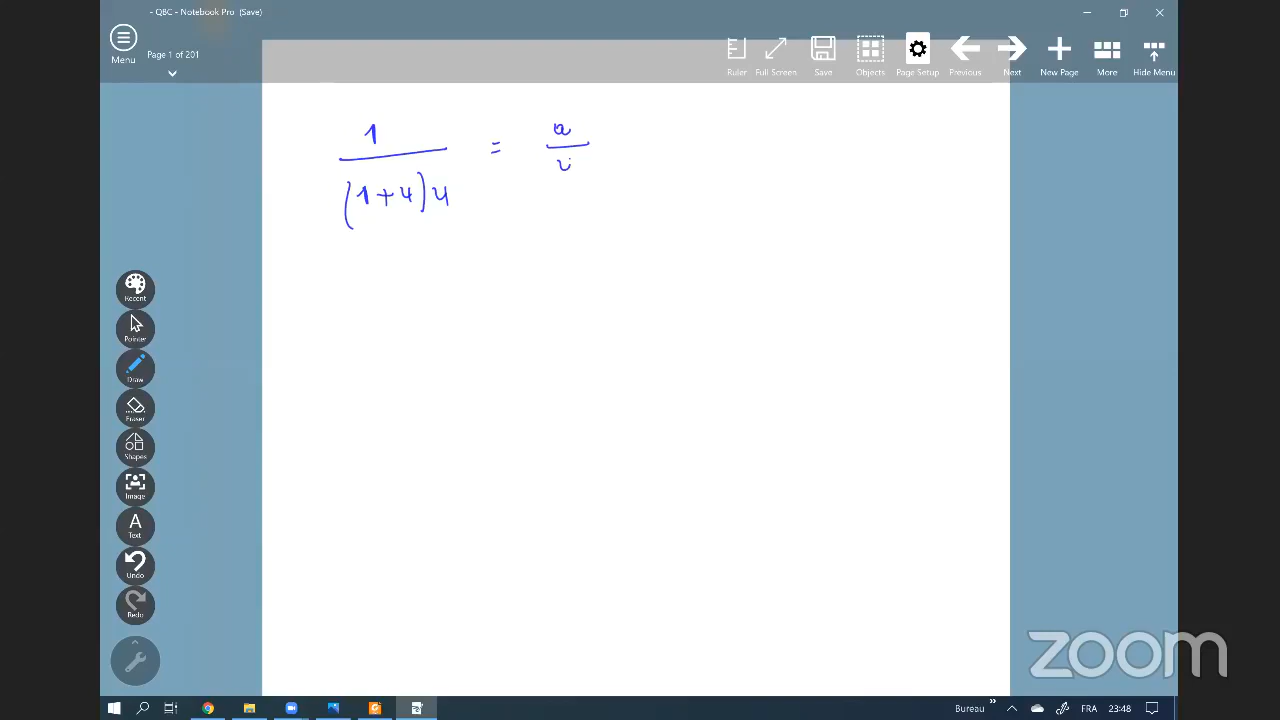 - QBC - Notebook Pro (Save)
Menu
Page 1 of 201
Ruler
Full Screen
Save
Objects
Page Setup
Previous
Next
New Page
More
Hide Menu
1
= a
(1+4)4
Recent
Pointer
Draw
Eraser
Shapes
Image
A
Text
Undo
Redo
zoom
Bureau
»
FRA
23:48